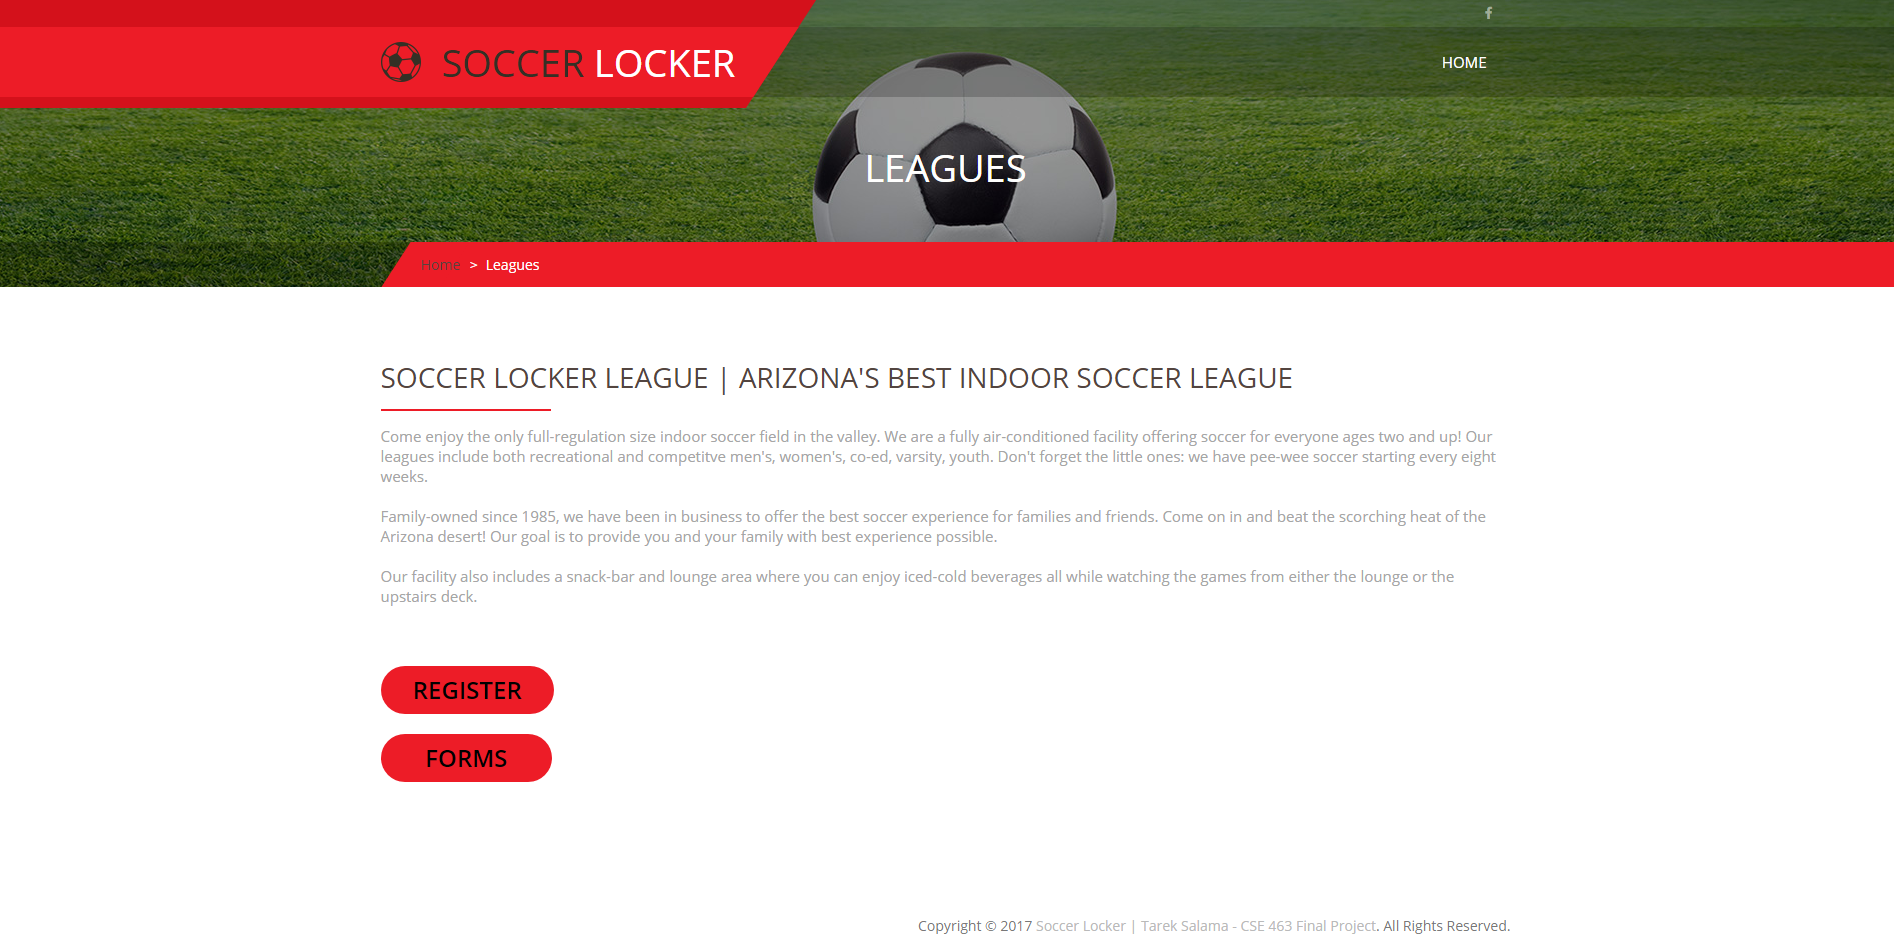 SOCCER LOCKER
HOME
LEAGUES
Home > Leagues
SOCCER LOCKER LEAGUE | ARIZONA'S BEST INDOOR SOCCER LEAGUE
Come enjoy the only full-regulation size indoor soccer field in the valley. We are a fully air-conditioned facility offering soccer for everyone ages two and up! Our
leagues include both recreational and competitve men's, women's, co-ed, varsity, youth. Don't forget the little ones: we have pee-wee soccer starting every eight
weeks.
Family-owned since 1985, we have been in business to offer the best soccer experience for families and friends. Come on in and beat the scorching heat of the
Arizona desert! Our goal is to provide you and your family with best experience possible.
Our facility also includes a snack-bar and lounge area where you can enjoy iced-cold beverages all while watching the games from either the lounge or the
upstairs deck.
REGISTER
FORMS
Copyright © 2017 Soccer Locker | Tarek Salama - CSE 463 Final Project. All Rights Reserved.